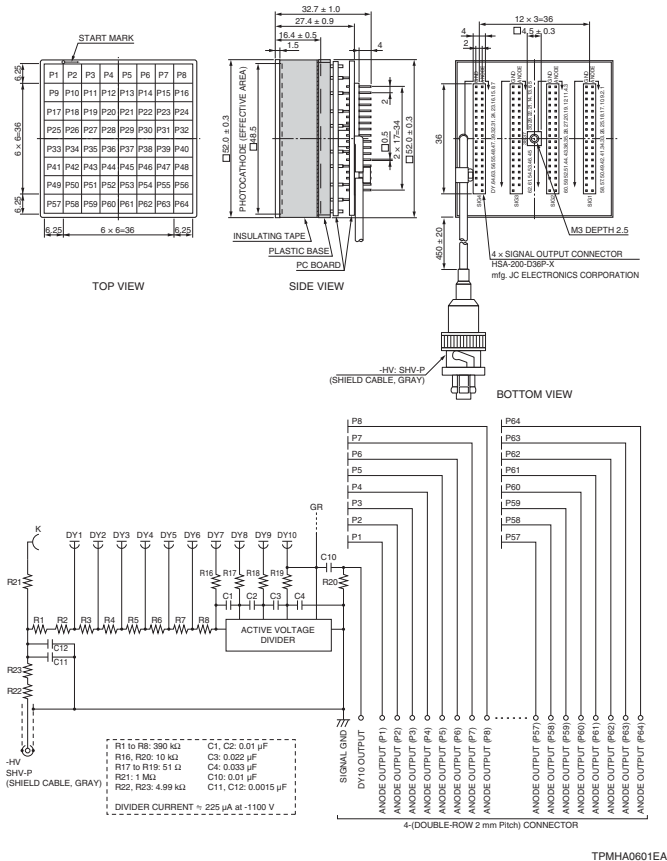 START MARK
6.25
6 × 6=36
6.25
P1 P2 P3 P4 P5 P6 P7 P8
P9 P10 P11 P12 P13 P14 P15 P16
P17 P18 P19 P20 P21 P22 P23 P24
P25 P26 P27 P28 P29 P30 P31 P32
P33 P34 P35 P36 P37 P38 P39 P40
P41 P42 P43 P44 P45 P46 P47 P48
P49 P50 P51 P52 P53 P54 P55 P56
P57 P58 P59 P60 P61 P62 P63 P64
6.25 6 × 6=36 6.25
TOP VIEW
32.7 ± 1.0
27.4 ± 0.9
16.4 ± 0.5
1.5
4
□52.0 ± 0.3
PHOTOCATHODE (EFFECTIVE AREA)
□48.5
2
□0.5
2 × 17=34
□52.0 ± 0.3
INSULATING TAPE
PLASTIC BASE
PC BOARD
SIDE VIEW
12 × 3=36
4
□4.5 ± 0.3
2
36
GND
ANODE
GND
ANODE
GND
ANODE
GND
ANODE
SIG4
SIG3
SIG2
SIG1
450 ± 20
M3 DEPTH 2.5
4 × SIGNAL OUTPUT CONNECTOR
HSA-200-D36P-X
mfg. JC ELECTRONICS CORPORATION
-HV: SHV-P
(SHIELD CABLE, GRAY)
BOTTOM VIEW
P8
P7
P6
P5
P4
P3
P2
P1
P64
P63
P62
P61
P60
P59
P58
P57
K
DY1 DY2 DY3 DY4 DY5 DY6 DY7 DY8 DY9 DY10
GR
C10
R16 R17 R18 R19 R20
R21
C1 C2 C3 C4
R1 R2 R3 R4 R5 R6 R7 R8
ACTIVE VOLTAGE
DIVIDER
C12
C11
R23
R22
-HV
SHV-P
(SHIELD CABLE, GRAY)
R1 to R8: 390 kΩ
R16, R20: 10 kΩ
R17 to R19: 51 Ω
R21: 1 MΩ
R22, R23: 4.99 kΩ
C1, C2: 0.01 µF
C3: 0.022 µF
C4: 0.033 µF
C10: 0.01 µF
C11, C12: 0.0015 µF
DIVIDER CURRENT ≒ 225 µA at -1100 V
SIGNAL GND
DY10 OUTPUT
ANODE OUTPUT (P1)
ANODE OUTPUT (P2)
ANODE OUTPUT (P3)
ANODE OUTPUT (P4)
ANODE OUTPUT (P5)
ANODE OUTPUT (P6)
ANODE OUTPUT (P7)
ANODE OUTPUT (P8)
ANODE OUTPUT (P57)
ANODE OUTPUT (P58)
ANODE OUTPUT (P59)
ANODE OUTPUT (P60)
ANODE OUTPUT (P61)
ANODE OUTPUT (P62)
ANODE OUTPUT (P63)
ANODE OUTPUT (P64)
4-(DOUBLE-ROW 2 mm Pitch) CONNECTOR
TPMHA0601EA